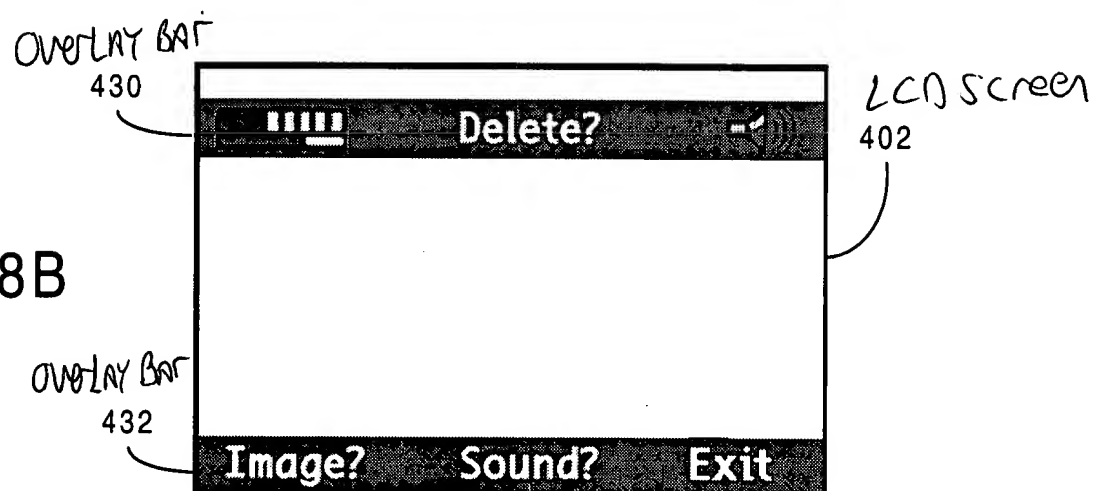 OverLAY BAr
430
LCD Screen
402
Delete?
8B
OverLAY BAr
432
Image? Sound? Exit